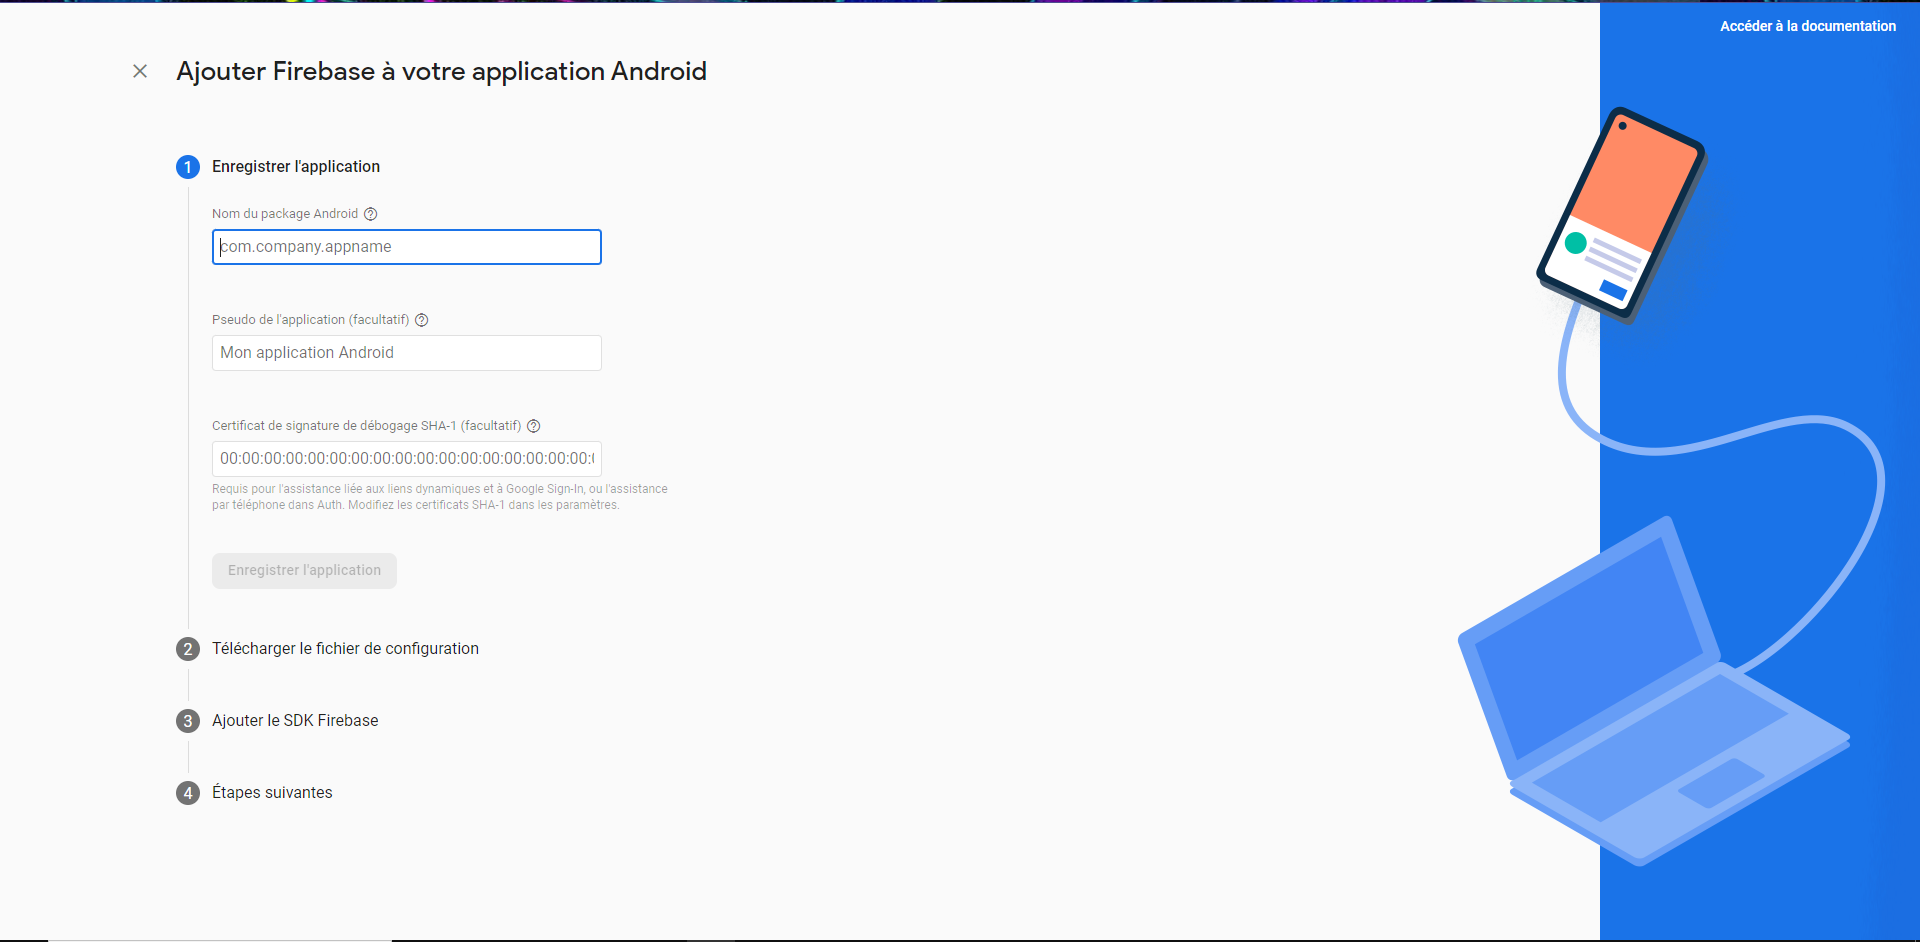 Accéder à la documentation
Ajouter Firebase à votre application Android
1 Enregistrer l'application
Nom du package Android ?
com.company.appname
Pseudo de l'application (facultatif) ?
Mon application Android
Certificat de signature de débogage SHA-1 (facultatif) ?
00:00:00:00:00:00:00:00:00:00:00:00:00:00:00:00:00:
Requis pour l'assistance liée aux liens dynamiques et à Google Sign-In, ou l'assistance
par téléphone dans Auth. Modifiez les certificats SHA-1 dans les paramètres.
Enregistrer l'application
2 Télécharger le fichier de configuration
3 Ajouter le SDK Firebase
4 Étapes suivantes